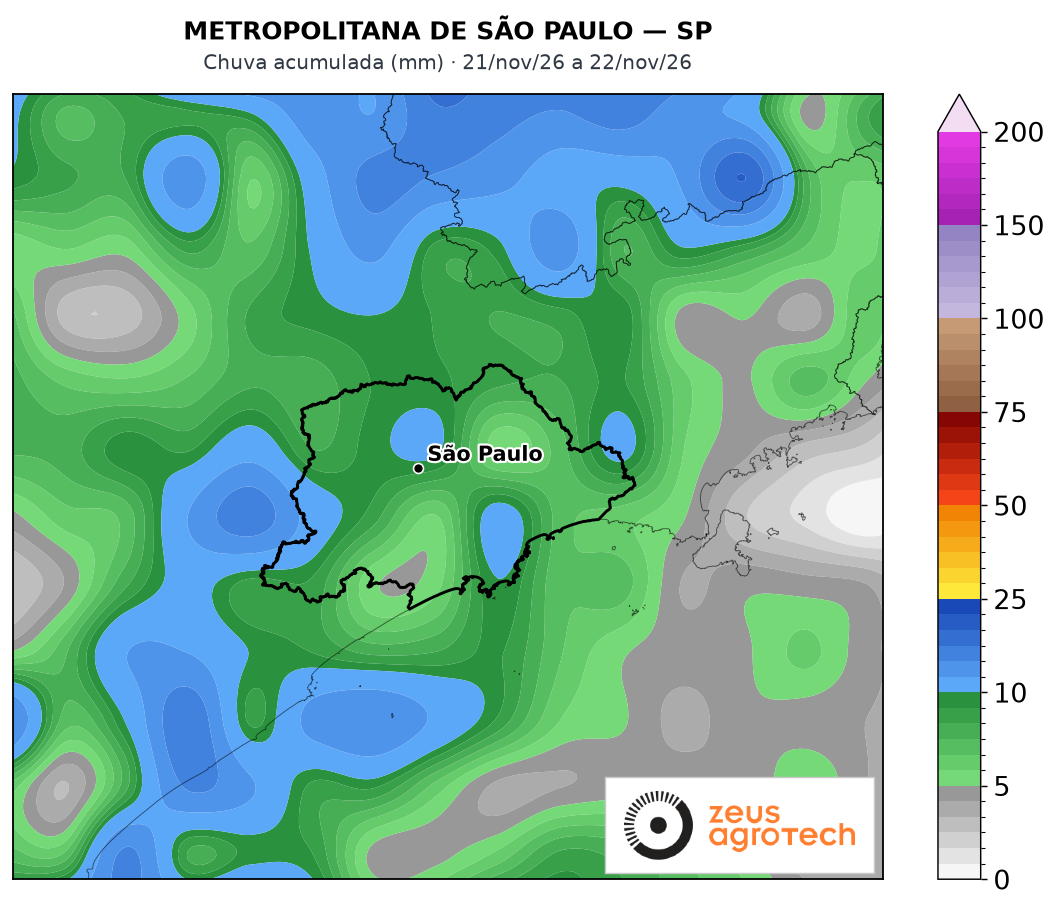 METROPOLITANA DE SÃO PAULO — SP
Chuva acumulada (mm) · 21/nov/26 a 22/nov/26
200
150
100
75
50
25
10
5
0
São Paulo
zeus
agrotech